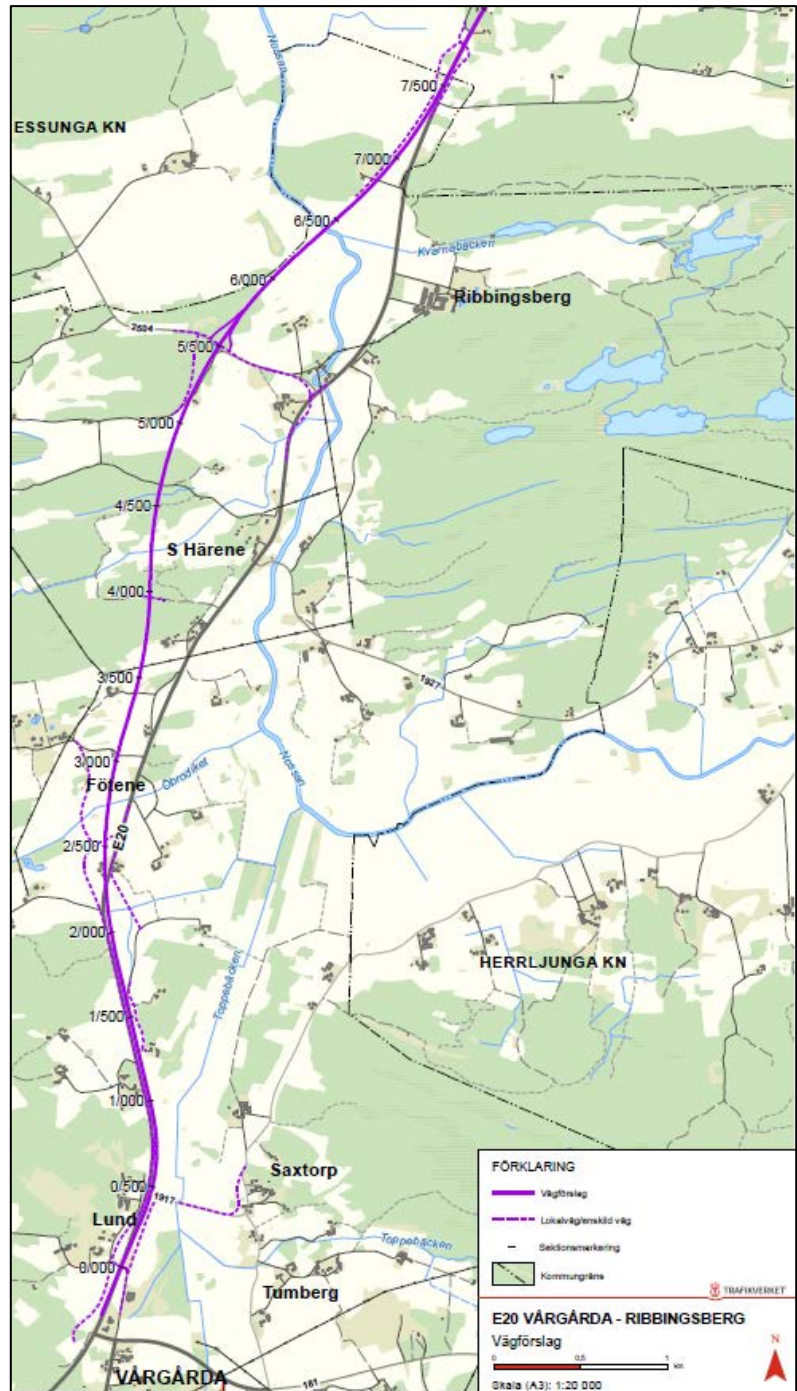 Nossan
7/500
ESSUNGA KN
7/000
6/500
Kvarnabäcken
6/000
Ribbingsberg
2504
5/500
5/000
4/500
S Härene
4/000
3/500
1927
3/000
Nossan
Fötene
Öbrodiket
E20
2/500
2/000
HERRLJUNGA KN
Toppebäcken
1/500
1/000
Saxtorp
0/500
1917
Lund
Toppebäcken
0/000
Tumberg
VÅRGÅRDA
181
FÖRKLARING
Vägförslag
Lokalväg/enskild väg
Sektionsmarkering
Kommungräns
TRAFIKVERKET
E20 VÅRGÅRDA - RIBBINGSBERG
Vägförslag
N
0 0,5 1
km
Skala (A3): 1:20 000